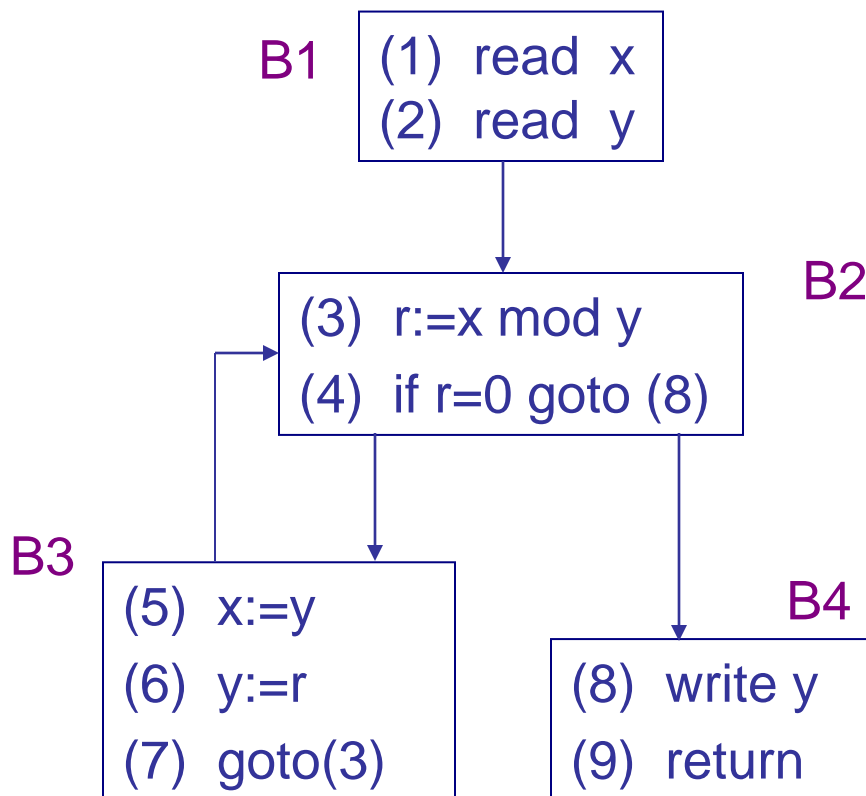 B1
(1) read x
(2) read y
B2
(3) r:=x mod y
(4) if r=0 goto (8)
B3
(5) x:=y
(6) y:=r
(7) goto(3)
B4
(8) write y
(9) return